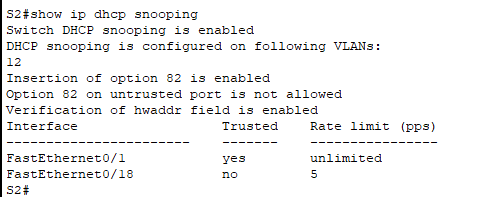 S2#show ip dhcp snooping
Switch DHCP snooping is enabled
DHCP snooping is configured on following VLANs:
12
Insertion of option 82 is enabled
Option 82 on untrusted port is not allowed
Verification of hwaddr field is enabled
Interface Trusted Rate limit (pps)
----------------------- ------- ----------------
FastEthernet0/1 yes unlimited
FastEthernet0/18 no 5
S2#